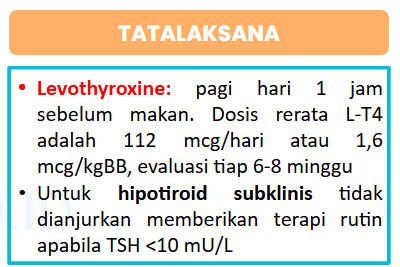 TATALAKSANA
• Levothyroxine: pagi hari 1 jam
sebelum makan. Dosis rerata L-T4
adalah 112 mcg/hari atau 1,6
mcg/kgBB, evaluasi tiap 6-8 minggu
• Untuk hipotiroid subklinis tidak
dianjurkan memberikan terapi rutin
apabila TSH <10 mU/L